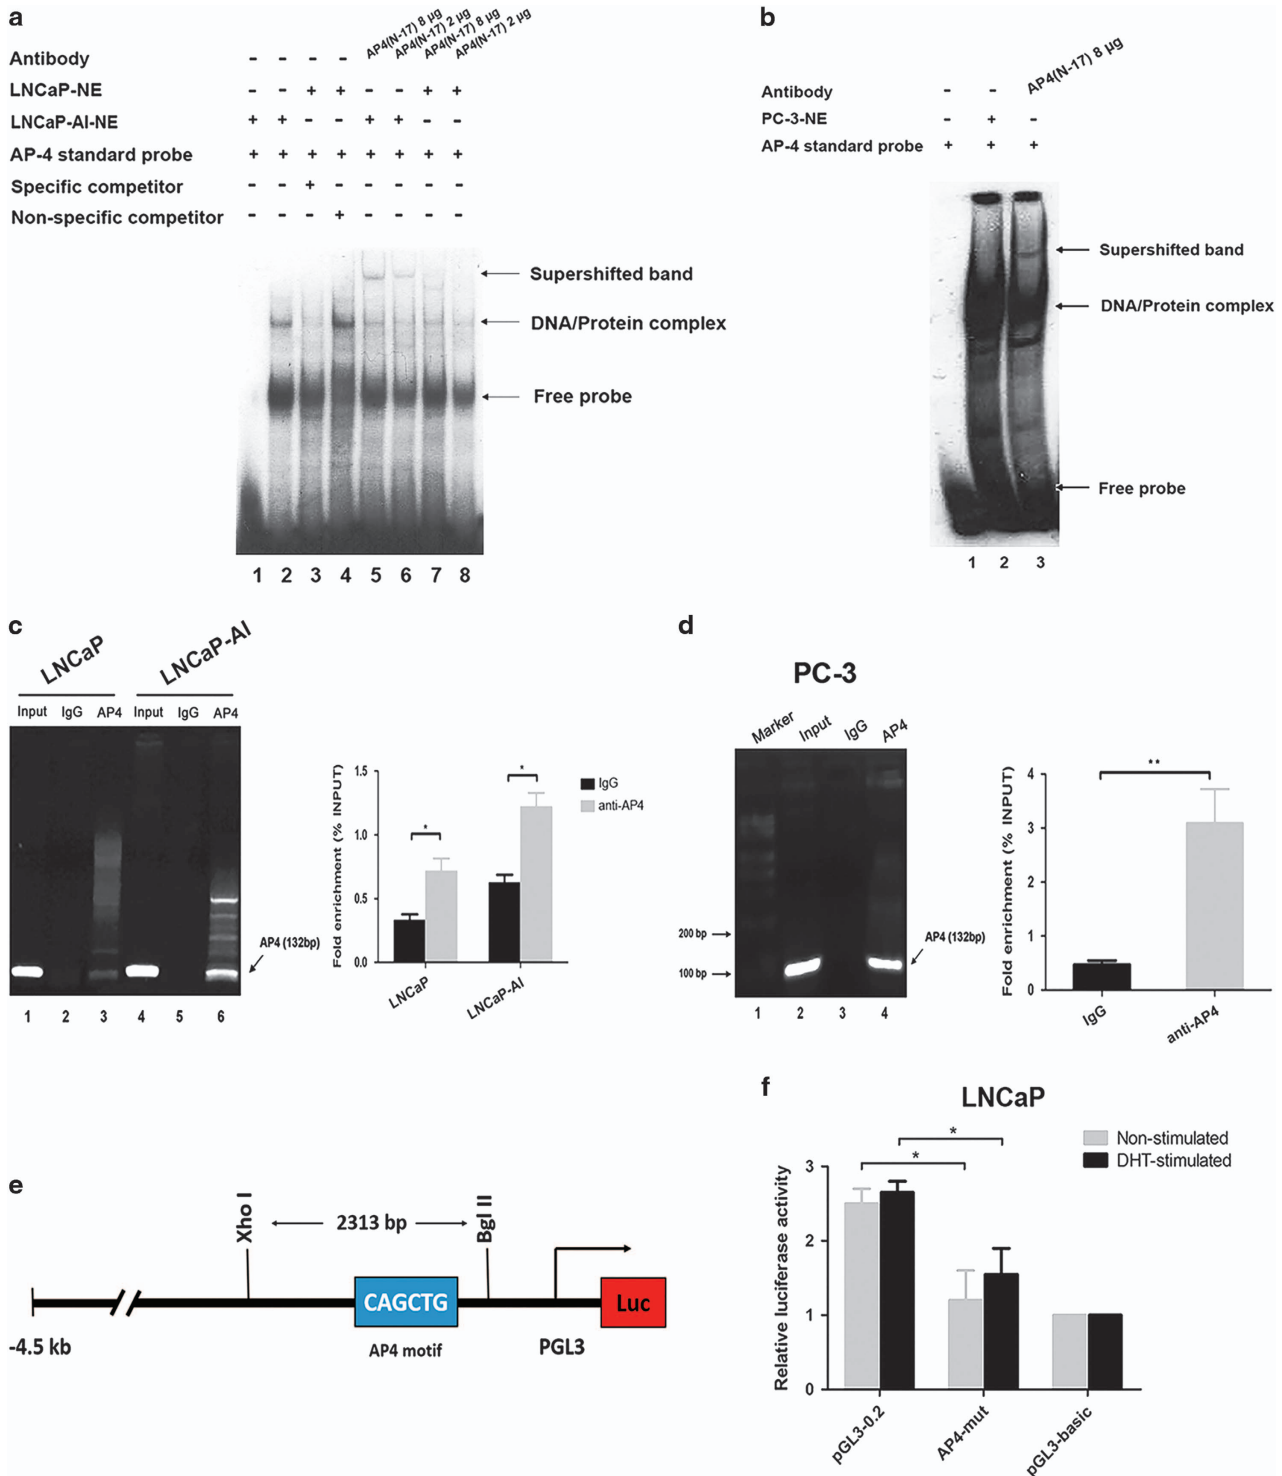 a
AP4(N-17) 8 µg
AP4(N-17) 2 µg
AP4(N-17) 8 µg
AP4(N-17) 2 µg
Antibody - - - -
LNCaP-NE - - + + - - + +
LNCaP-AI-NE + + - - + + - -
AP-4 standard probe + + + + + + + +
Specific competitor - - + - - - - -
Non-specific competitor - - - + - - - -
Supershifted band
DNA/Protein complex
Free probe
1 2 3 4 5 6 7 8
b
AP4(N-17) 8 µg
Antibody - -
PC-3-NE - + -
AP-4 standard probe + + +
Supershifted band
DNA/Protein complex
Free probe
1 2 3
c
LNCaP LNCaP-AI
Input IgG AP4 Input IgG AP4
AP4 (132bp)
1 2 3 4 5 6
Fold enrichment (% INPUT)
1.5
1.0
0.5
0.0
* *
IgG
anti-AP4
LNCaP LNCaP-AI
d
PC-3
Marker Input IgG AP4
200 bp
100 bp
AP4 (132bp)
1 2 3 4
Fold enrichment (% INPUT)
4
3
2
1
0
**
IgG anti-AP4
e
Xho I
2313 bp
Bgl II
CAGCTG
Luc
-4.5 kb
AP4 motif
PGL3
f
LNCaP
Non-stimulated
DHT-stimulated
* *
Relative luciferase activity
3
2
1
0
pGL3-0.2 AP4-mut pGL3-basic